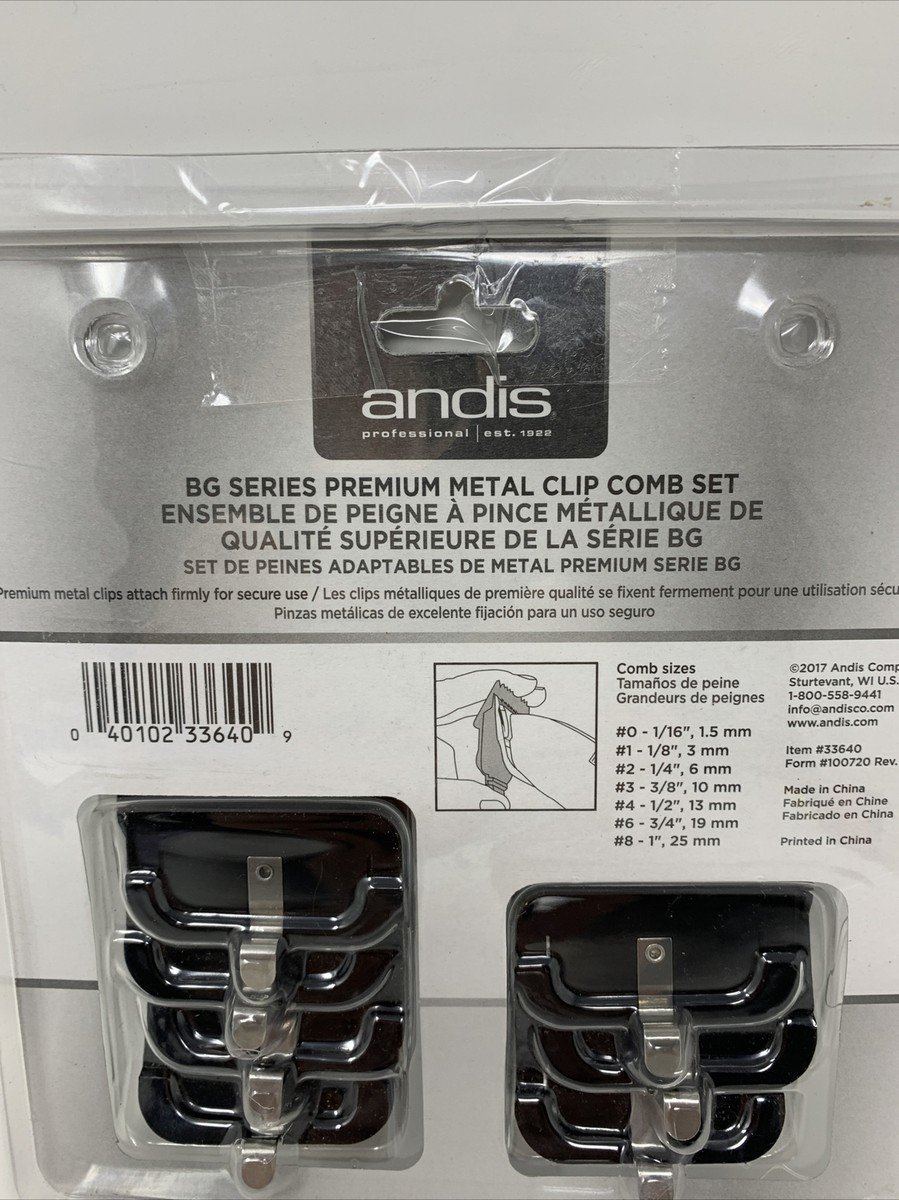 andis
professional | est. 1922
BG SERIES PREMIUM METAL CLIP COMB SET
ENSEMBLE DE PEIGNE À PINCE MÉTALLIQUE DE
QUALITÉ SUPÉRIEURE DE LA SÉRIE BG
SET DE PEINES ADAPTABLES DE METAL PREMIUM SERIE BG
Premium metal clips attach firmly for secure use / Les clips métalliques de première qualité se fixent fermement pour une utilisation
Pinzas metálicas de excelente fijación para un uso seguro
0 40102 33640 9
Comb sizes
Tamaños de peine
Grandeurs de peignes
#0 - 1/16", 1.5 mm
#1 - 1/8", 3 mm
#2 - 1/4", 6 mm
#3 - 3/8", 10 mm
#4 - 1/2", 13 mm
#6 - 3/4", 19 mm
#8 - 1", 25 mm
©2017 Andis
Sturtevant, WI U.S.
1-800-558-9441
info@andisco.com
www.andis.com
Item #33640
Form #100720 Rev.
Made in China
Fabriqué en Chine
Fabricado en China
Printed in China